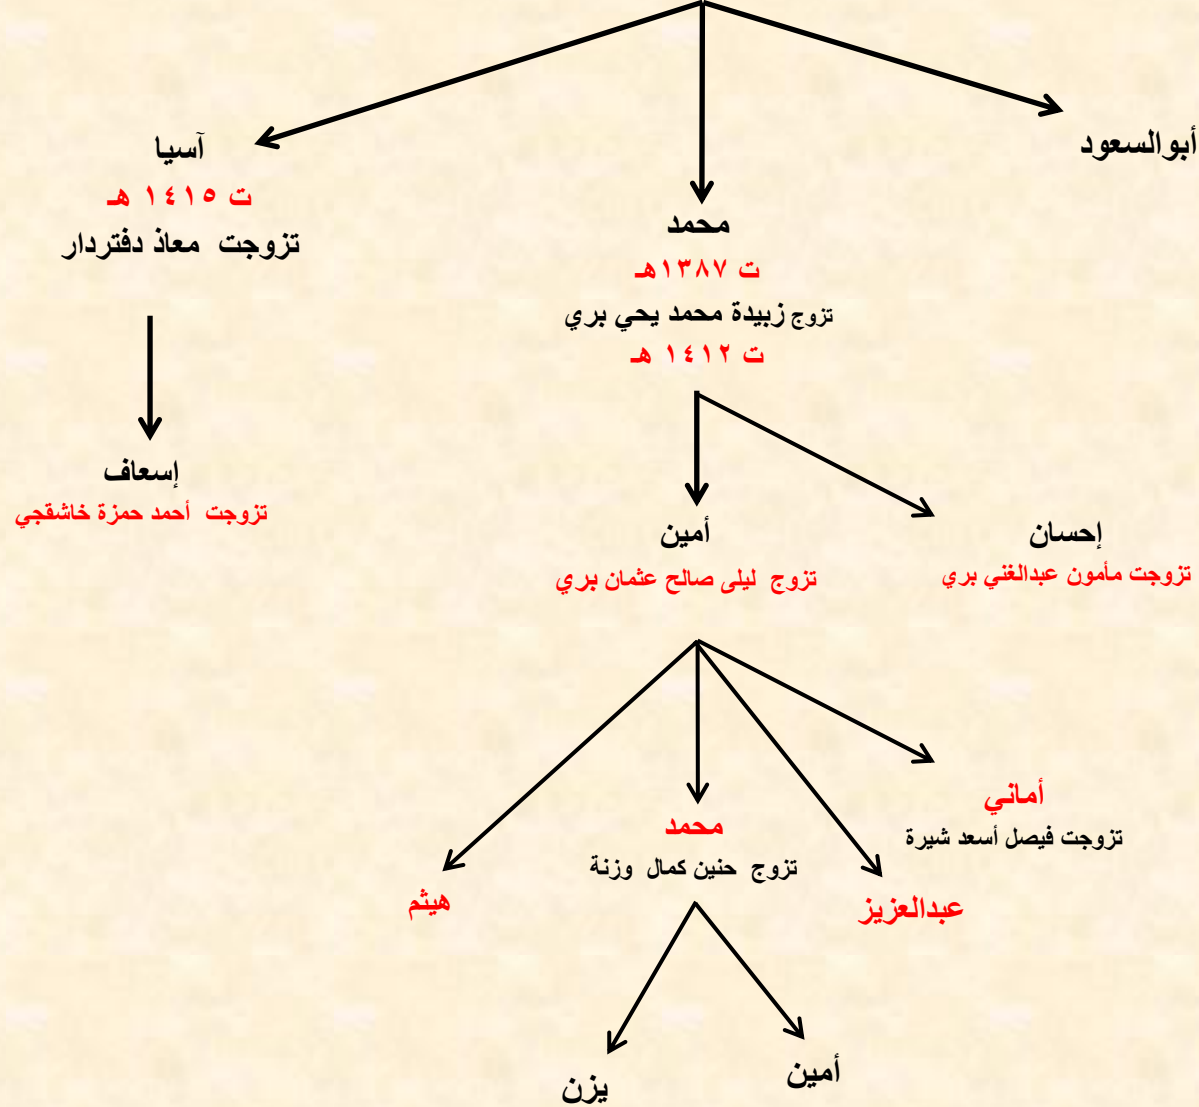 أبوالسعود
آسيا
ت ١٤١٥ هـ
تزوجت معاذ دفتردار
محمد
ت ١٣٨٧هـ
تزوج زبيدة محمد يحي بري
ت ١٤١٢ هـ
إسعاف
تزوجت أحمد حمزة خاشقجي
إحسان
تزوجت مأمون عبدالغني بري
أمين
تزوج ليلى صالح عثمان بري
أماني
تزوجت فيصل أسعد شيرة
محمد
تزوج حنين كمال وزنة
عبدالعزيز
هيثم
أمين
يزن